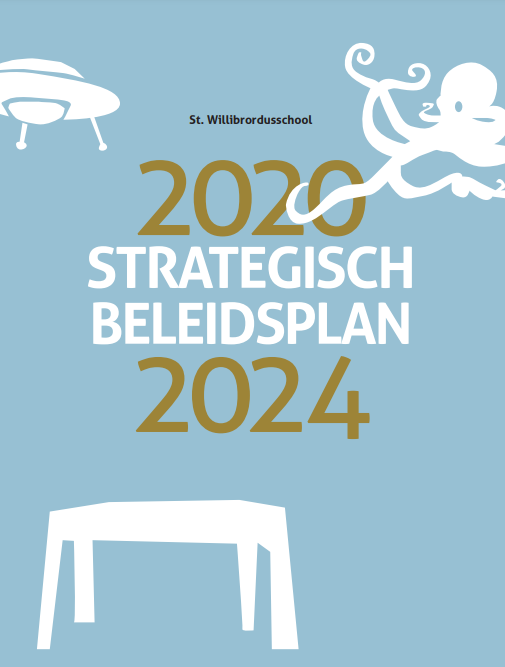 St. Willibrordusschool
2020
STRATEGISCH
BELEIDSPLAN
2024